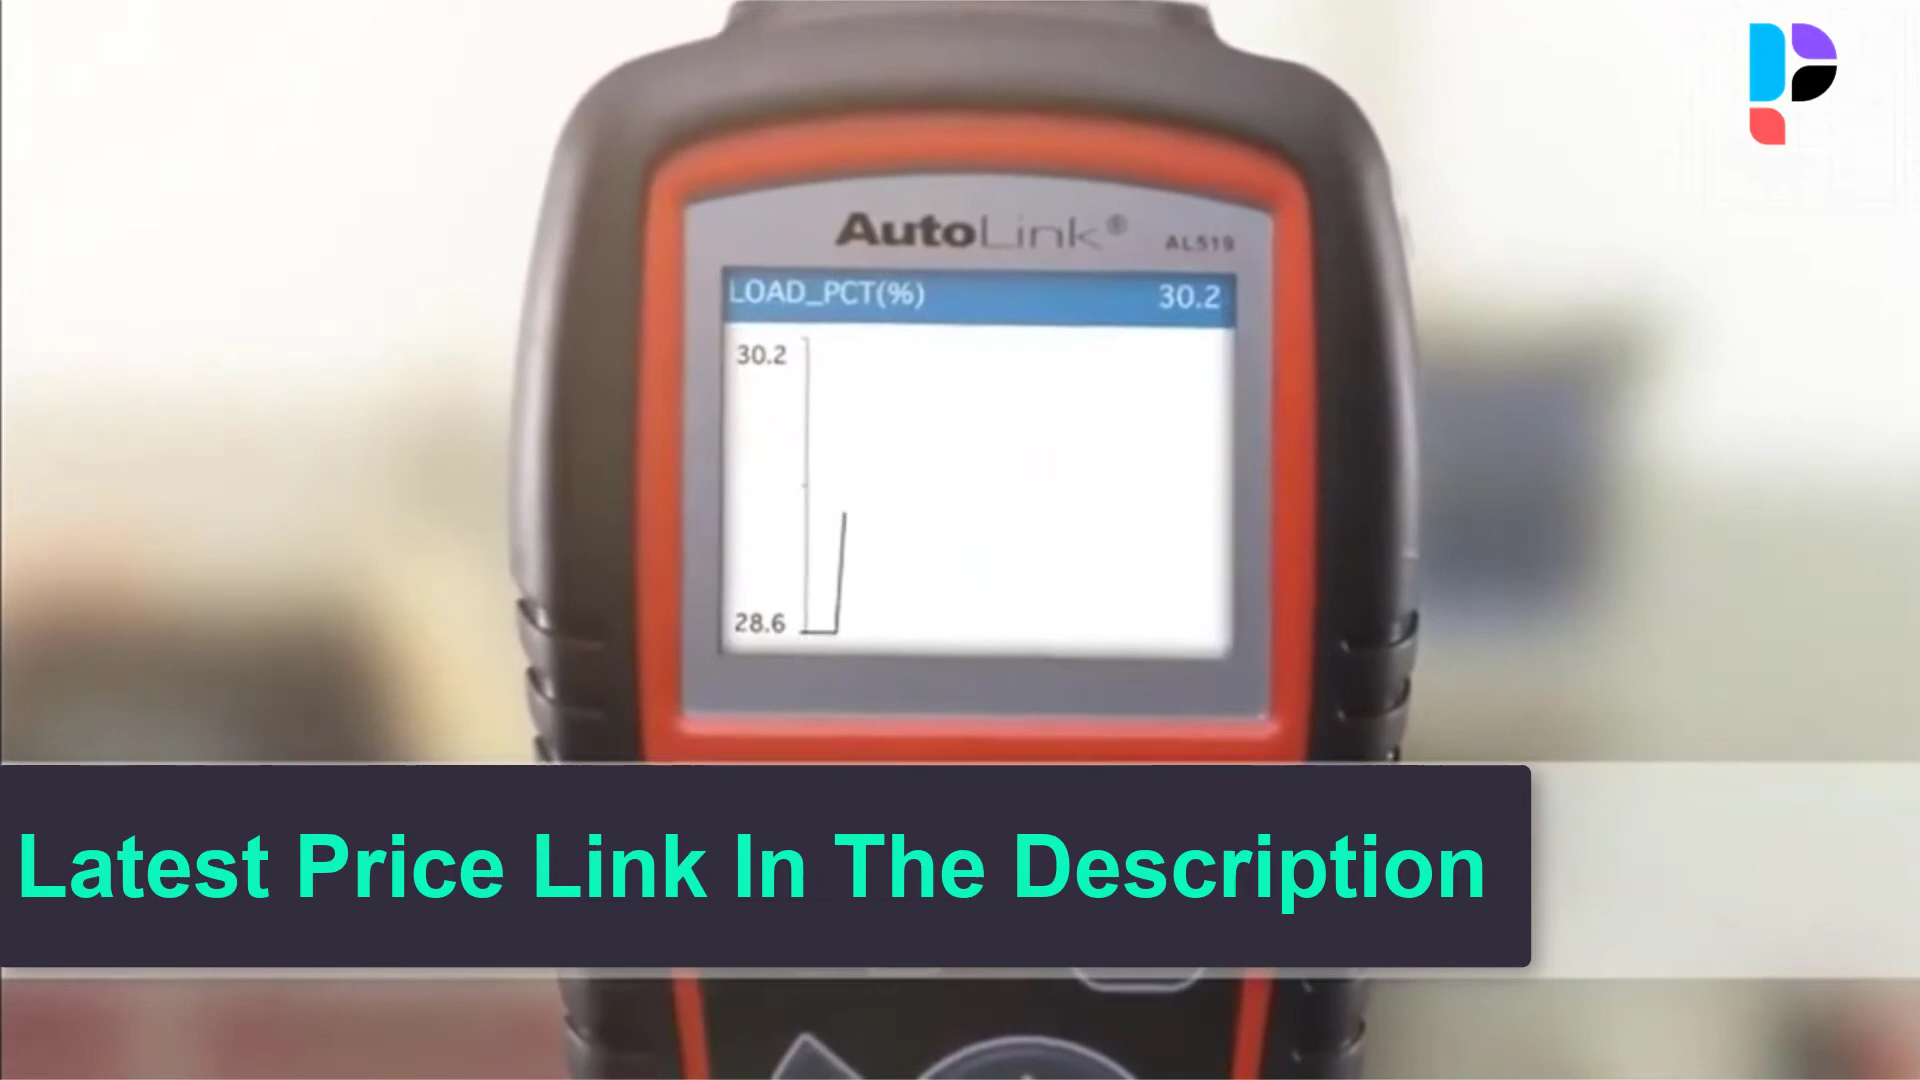 AutoLink®
AL519
LOAD_PCT(%) 30.2
30.2
28.6
Latest Price Link In The Description